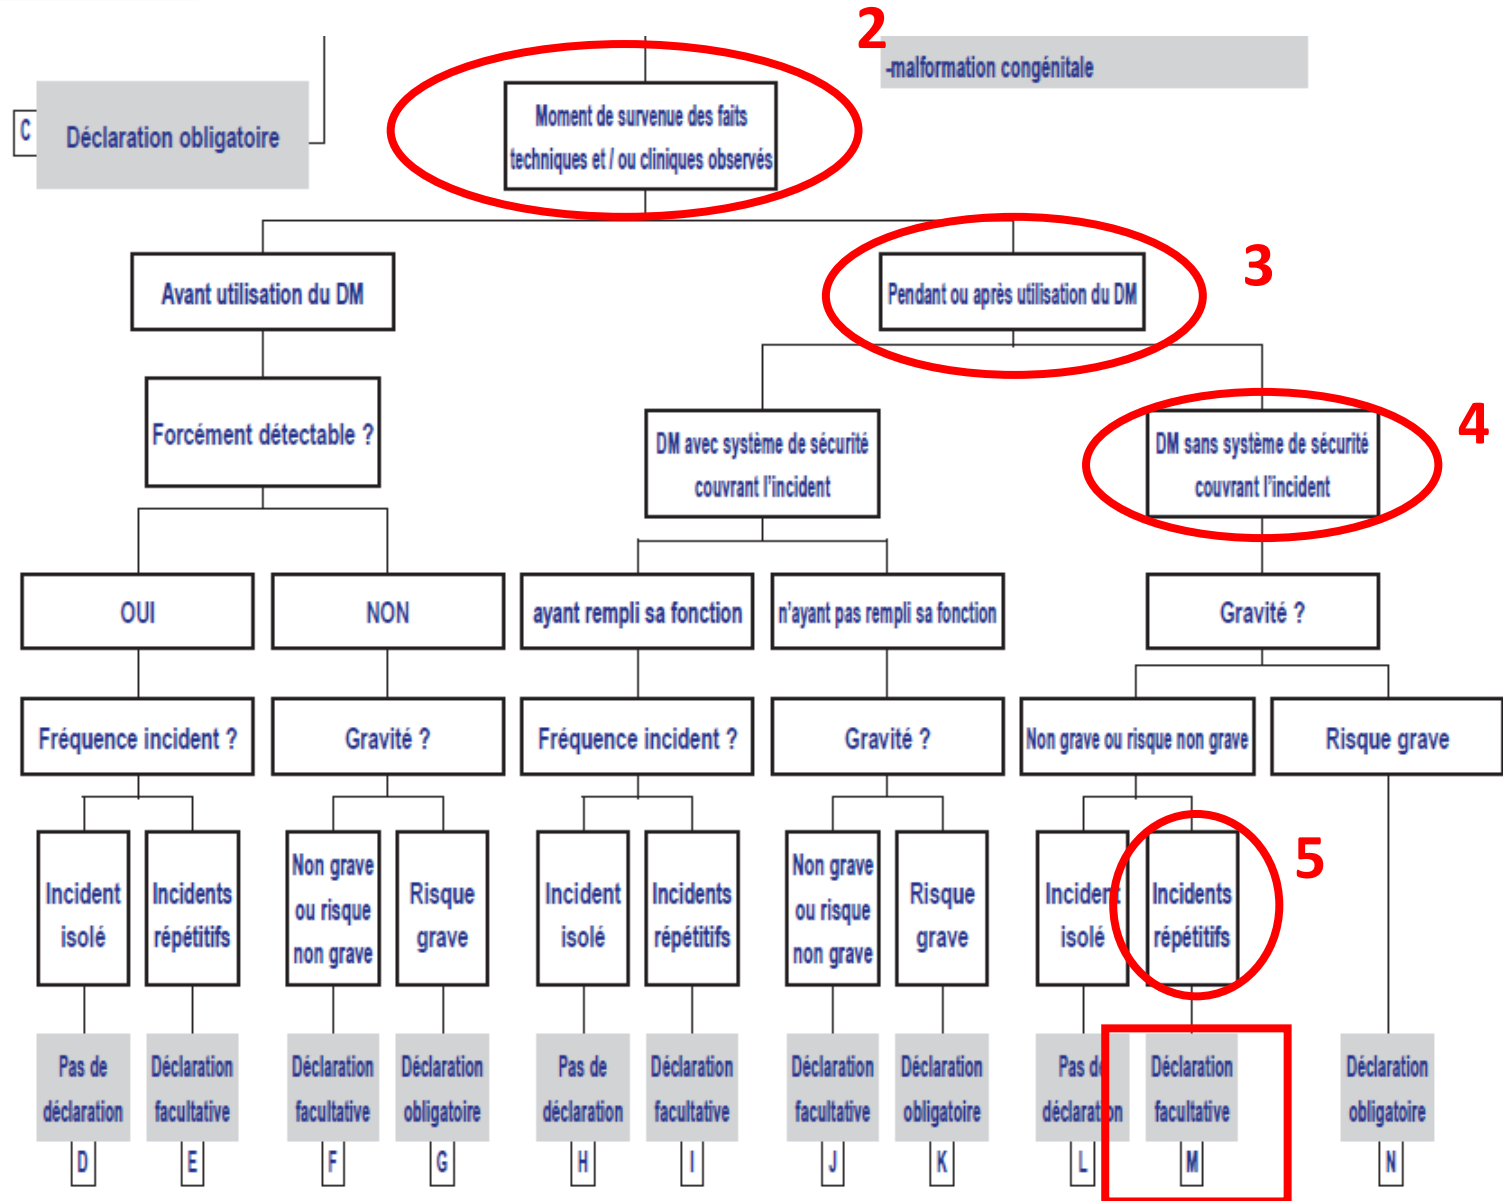 2
-malformation congénitale
C
Déclaration obligatoire
Moment de survenue des faits
techniques et / ou cliniques observés
Avant utilisation du DM
Pendant ou après utilisation du DM
3
Forcément détectable ?
DM avec système de sécurité
couvrant l'incident
DM sans système de sécurité
couvrant l'incident
4
OUI
NON
ayant rempli sa fonction
n'ayant pas rempli sa fonction
Gravité ?
Fréquence incident ?
Gravité ?
Fréquence incident ?
Gravité ?
Non grave ou risque non grave
Risque grave
Incident
isolé
Incidents
répétitifs
Non grave
ou risque
non grave
Risque
grave
Incident
isolé
Incidents
répétitifs
Non grave
ou risque
non grave
Risque
grave
Incident
isolé
Incidents
répétitifs
5
Pas de
déclaration
Déclaration
facultative
Déclaration
facultative
Déclaration
obligatoire
Pas de
déclaration
Déclaration
facultative
Déclaration
facultative
Déclaration
obligatoire
Pas de
déclaration
Déclaration
facultative
Déclaration
obligatoire
D
E
F
G
H
I
J
K
L
M
N